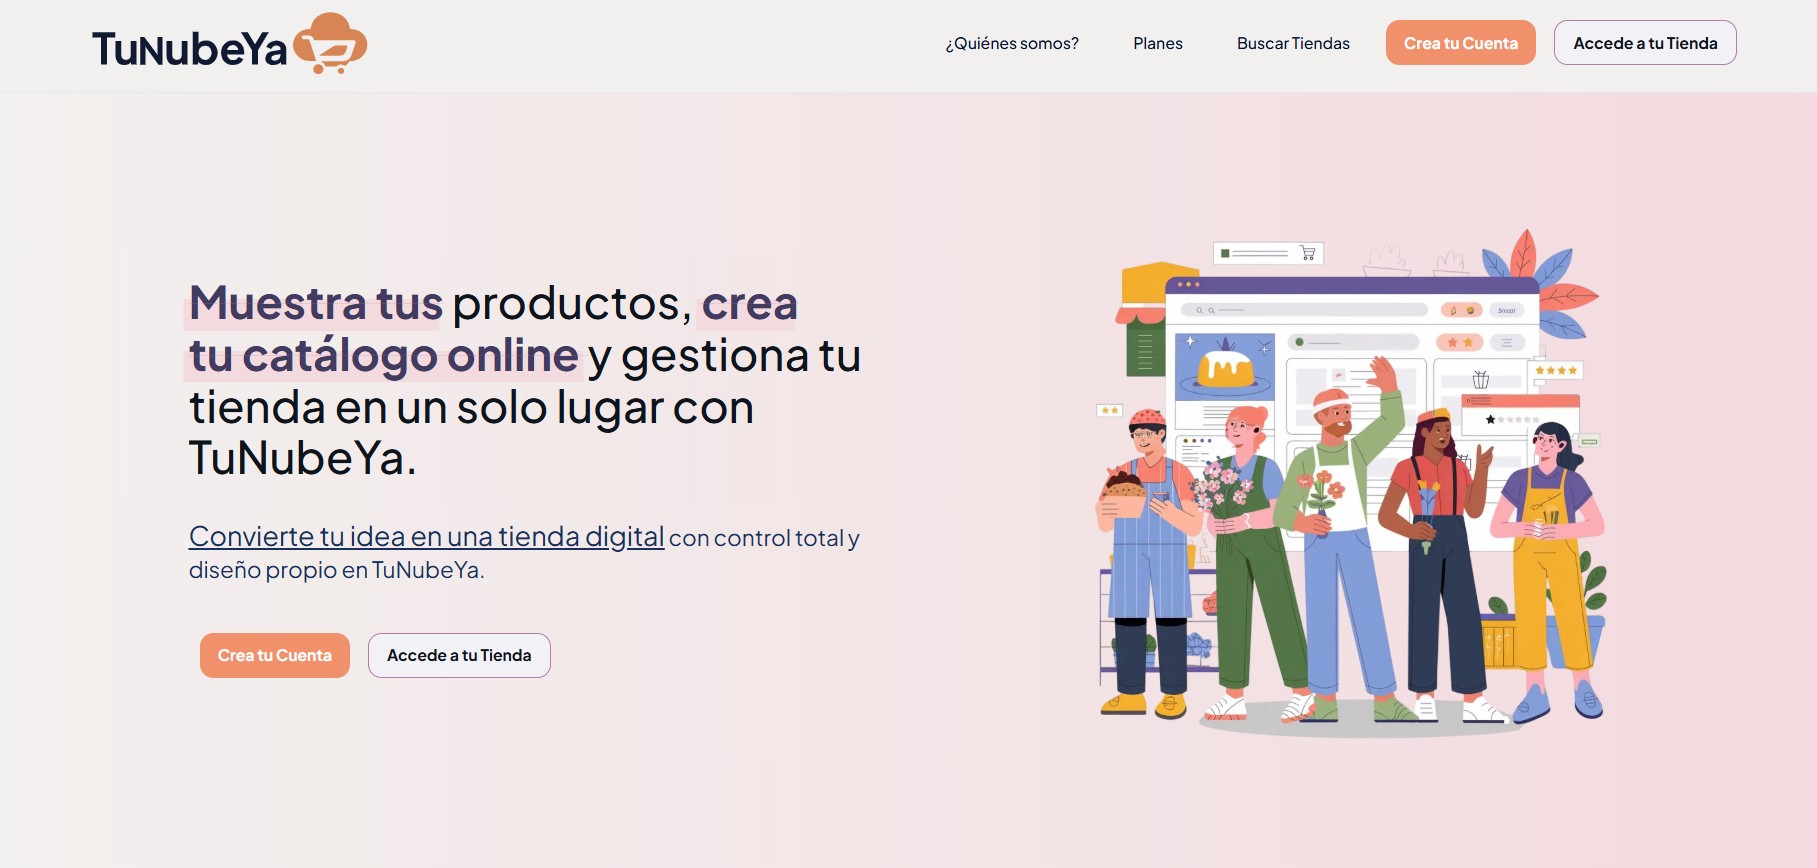 TuNubeYa
¿Quiénes somos?
Planes
Buscar Tiendas
Crea tu Cuenta
Accede a tu Tienda
Muestra tus productos, crea
tu catálogo online y gestiona tu
tienda en un solo lugar con
TuNubeYa.
Convierte tu idea en una tienda digital con control total y
diseño propio en TuNubeYa.
Crea tu Cuenta
Accede a tu Tienda